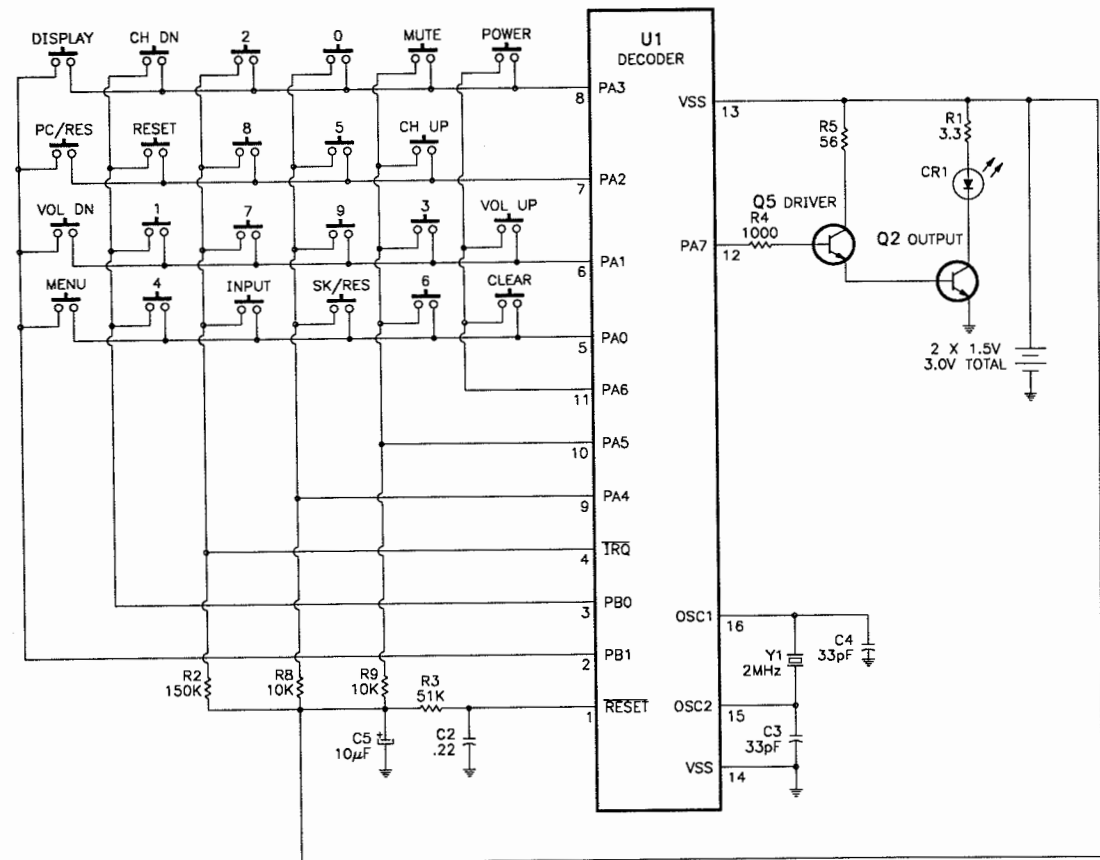 DISPLAY CH DN 2 0 MUTE POWER
U1
DECODER
8 PA3
VSS 13
PC/RES RESET 8 5 CH UP
7 PA2
R5
56
R1
3.3
CR1
VOL DN 1 7 9 3 VOL UP
6 PA1
Q5 DRIVER
R4
1000
PA7 12
Q2 OUTPUT
MENU 4 INPUT SK/RES 6 CLEAR
5 PA0
2 X 1.5V
3.0V TOTAL
11 PA6
10 PA5
9 PA4
4 IRQ
3 PB0
2 PB1
OSC1 16
C4
33pF
Y1
2MHz
R2
150K
R8
10K
R9
10K
R3
51K
1 RESET
OSC2 15
C5 +
10µF
C2
.22
C3
33pF
VSS 14